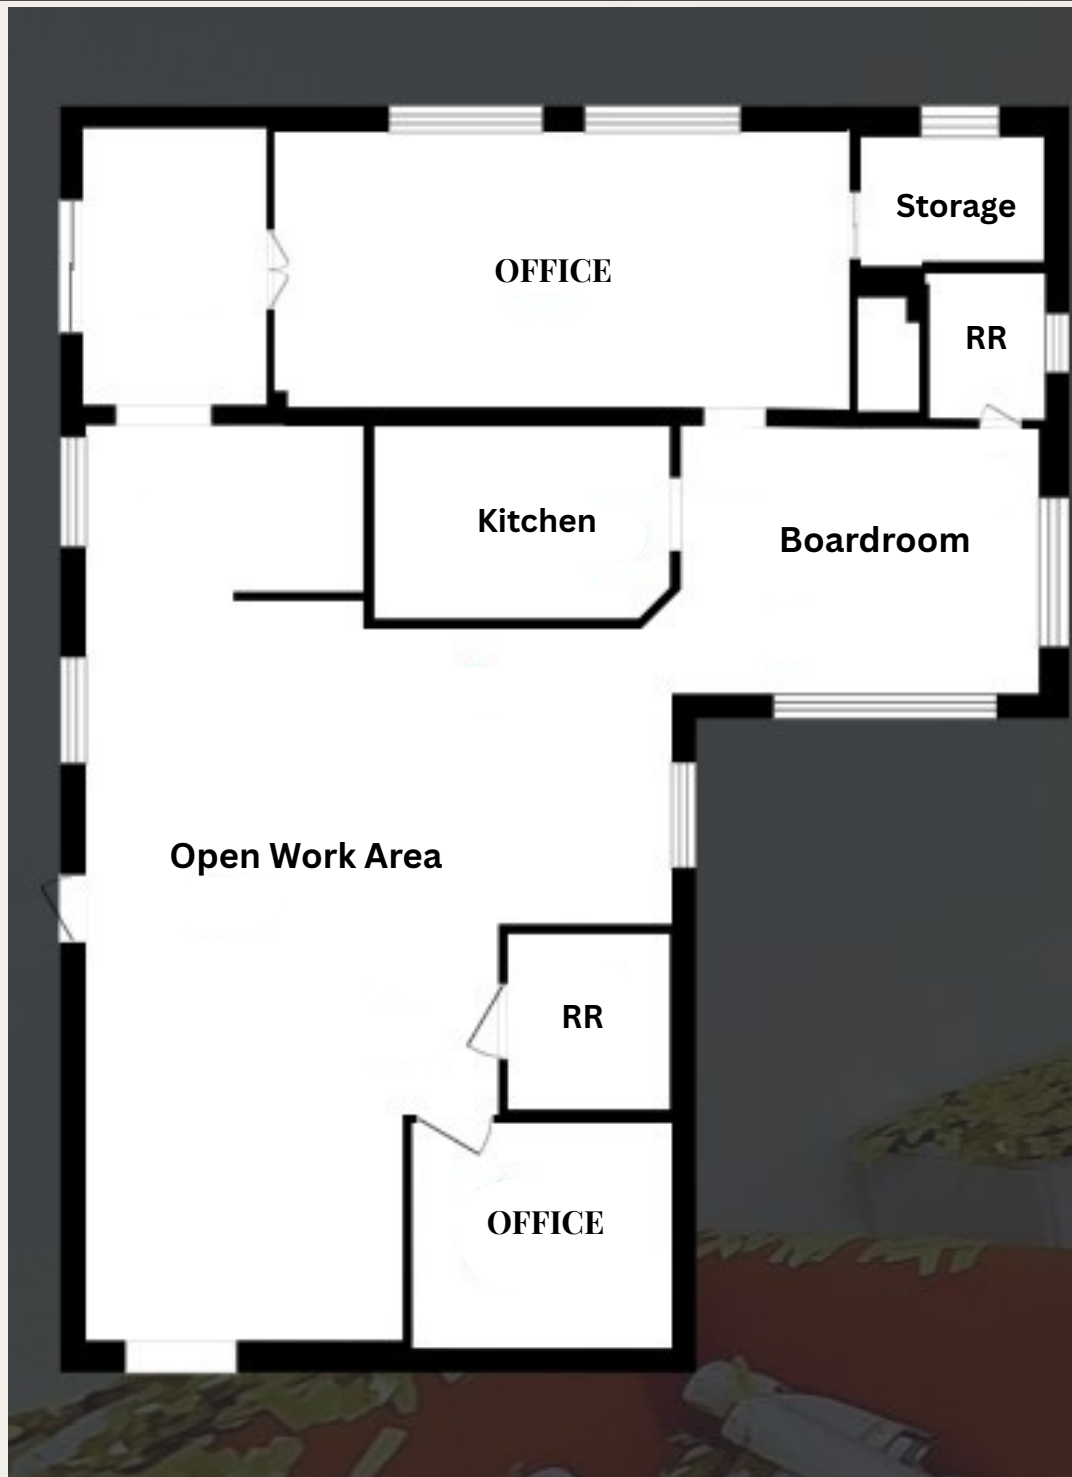 Storage
OFFICE
RR
Kitchen
Boardroom
Open Work Area
RR
OFFICE